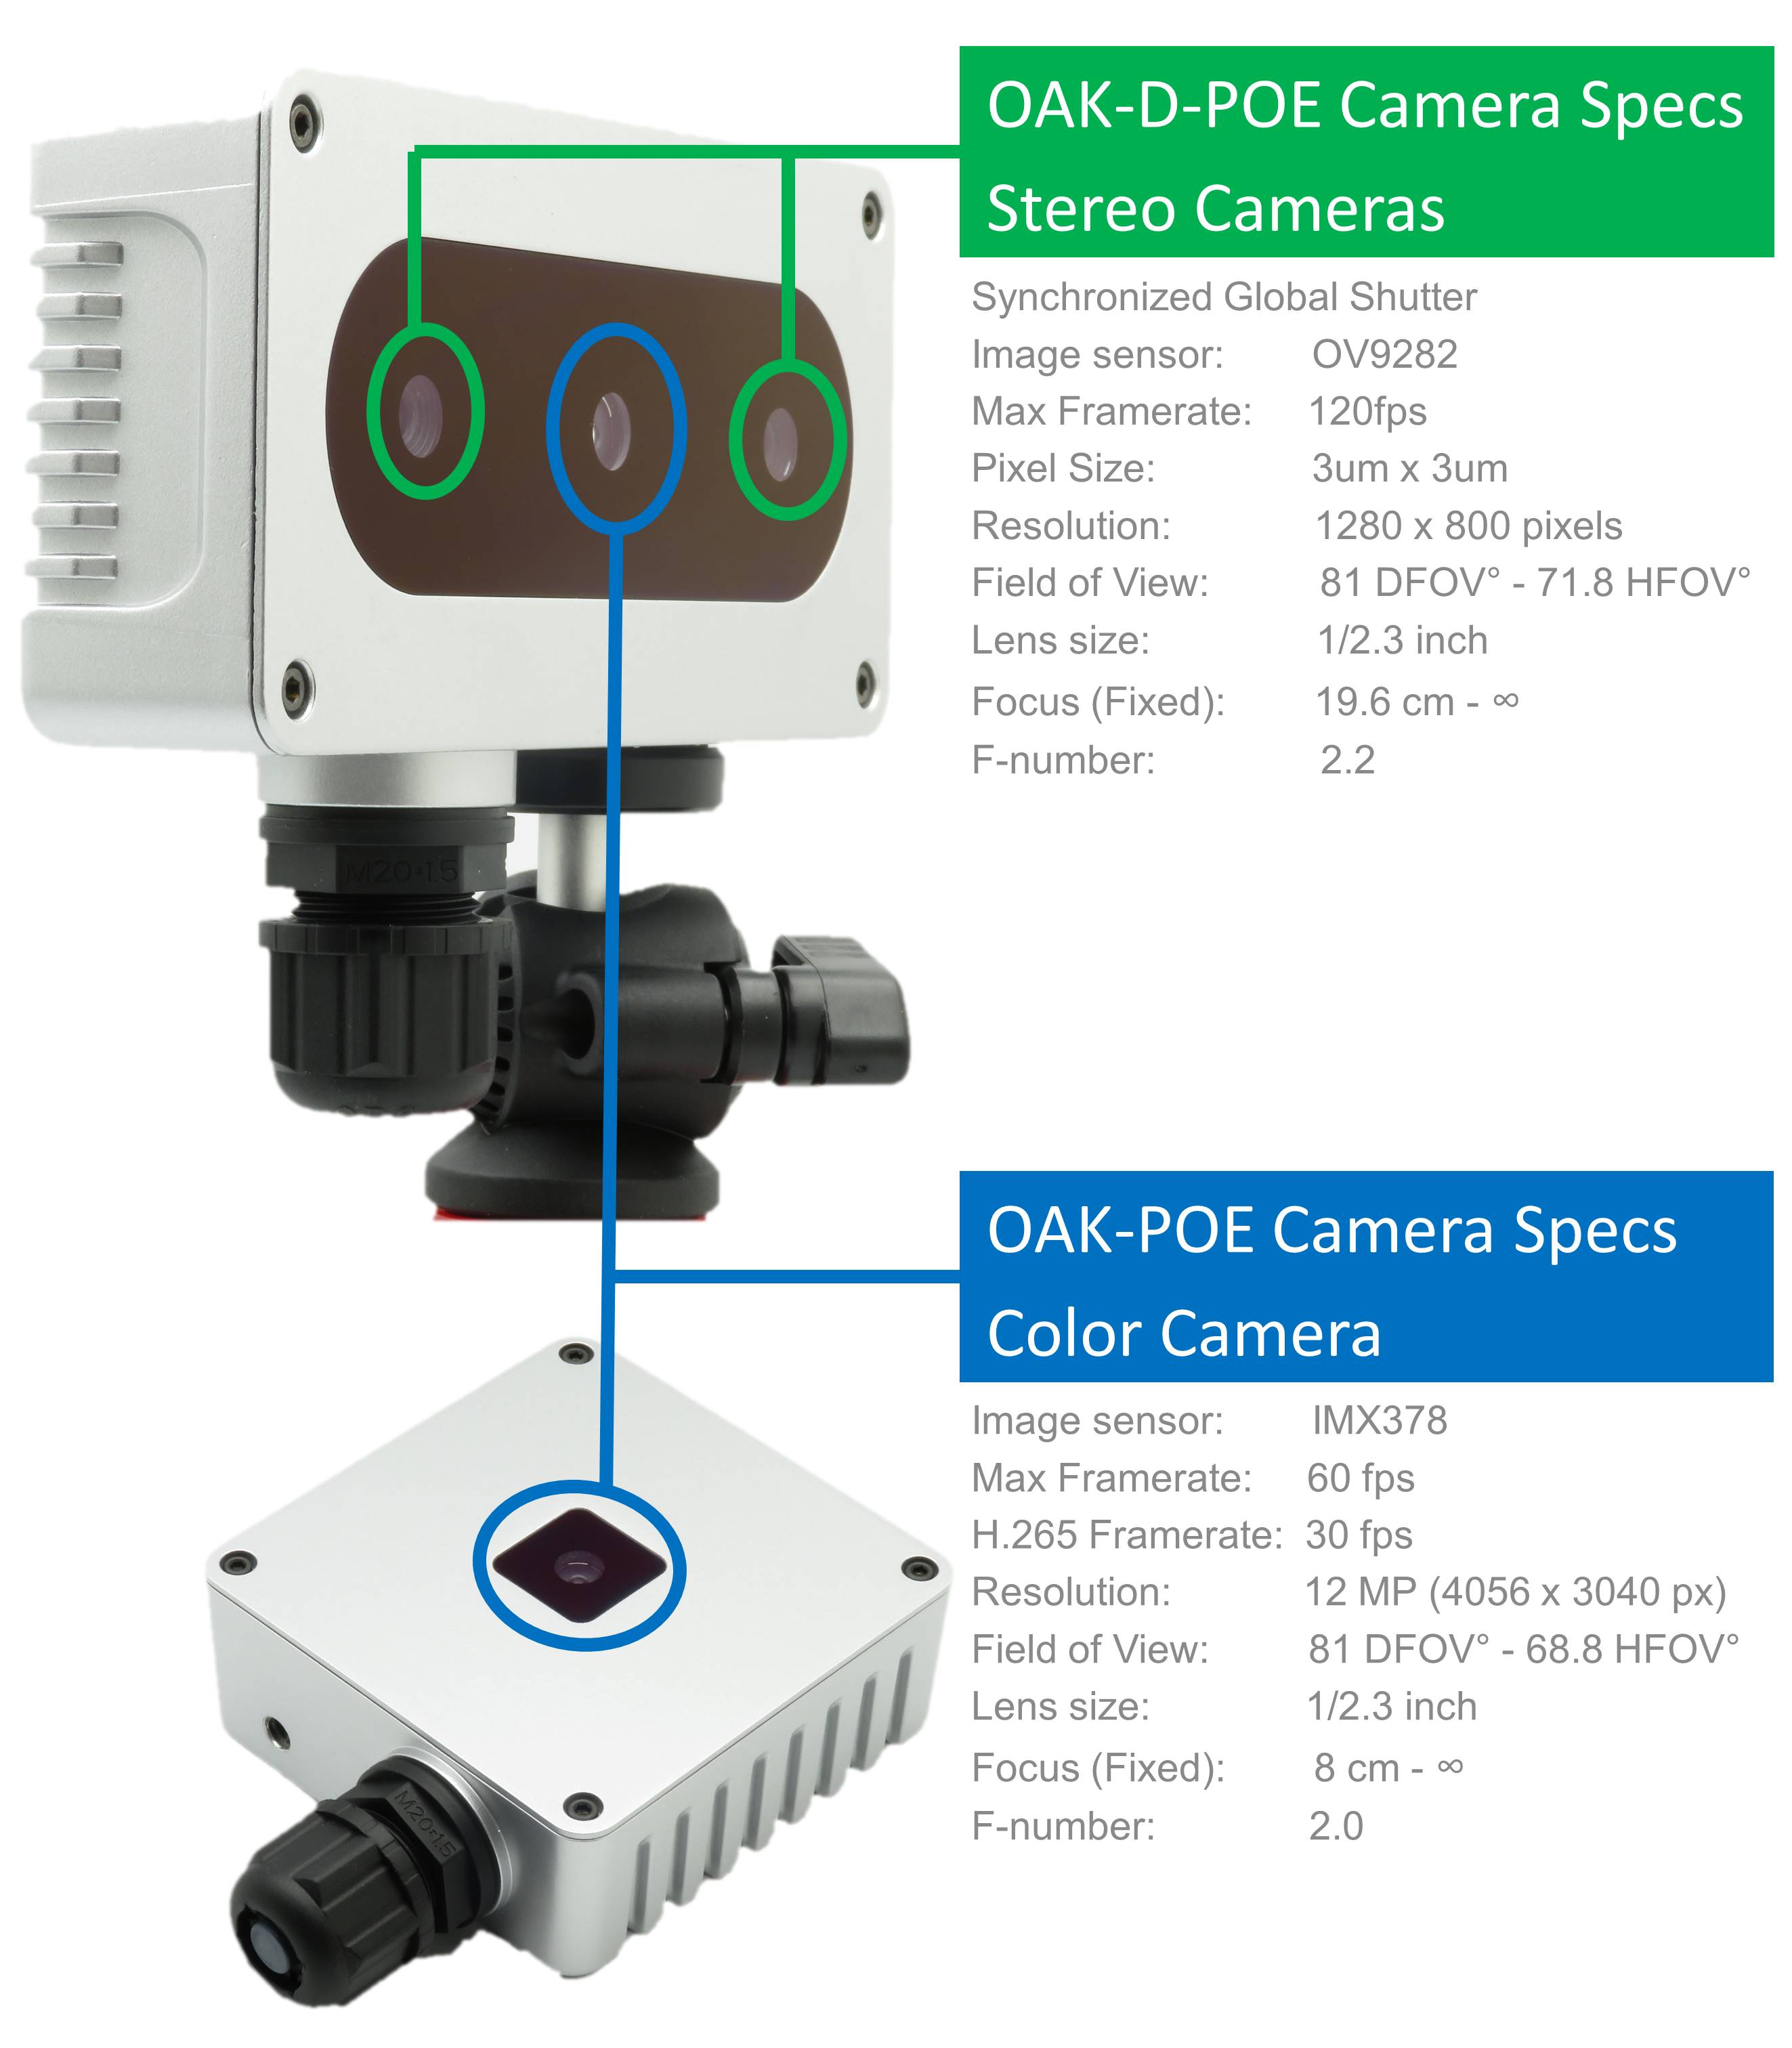 OAK-D-POE Camera Specs
Stereo Cameras
Synchronized Global Shutter
Image sensor: OV9282
Max Framerate: 120fps
Pixel Size: 3um x 3um
Resolution: 1280 x 800 pixels
Field of View: 81 DFOV° - 71.8 HFOV°
Lens size: 1/2.3 inch
Focus (Fixed): 19.6 cm - ∞
F-number: 2.2
M20•1.5
OAK-POE Camera Specs
Color Camera
Image sensor: IMX378
Max Framerate: 60 fps
H.265 Framerate: 30 fps
Resolution: 12 MP (4056 x 3040 px)
Field of View: 81 DFOV° - 68.8 HFOV°
Lens size: 1/2.3 inch
Focus (Fixed): 8 cm - ∞
F-number: 2.0
M20•1.5